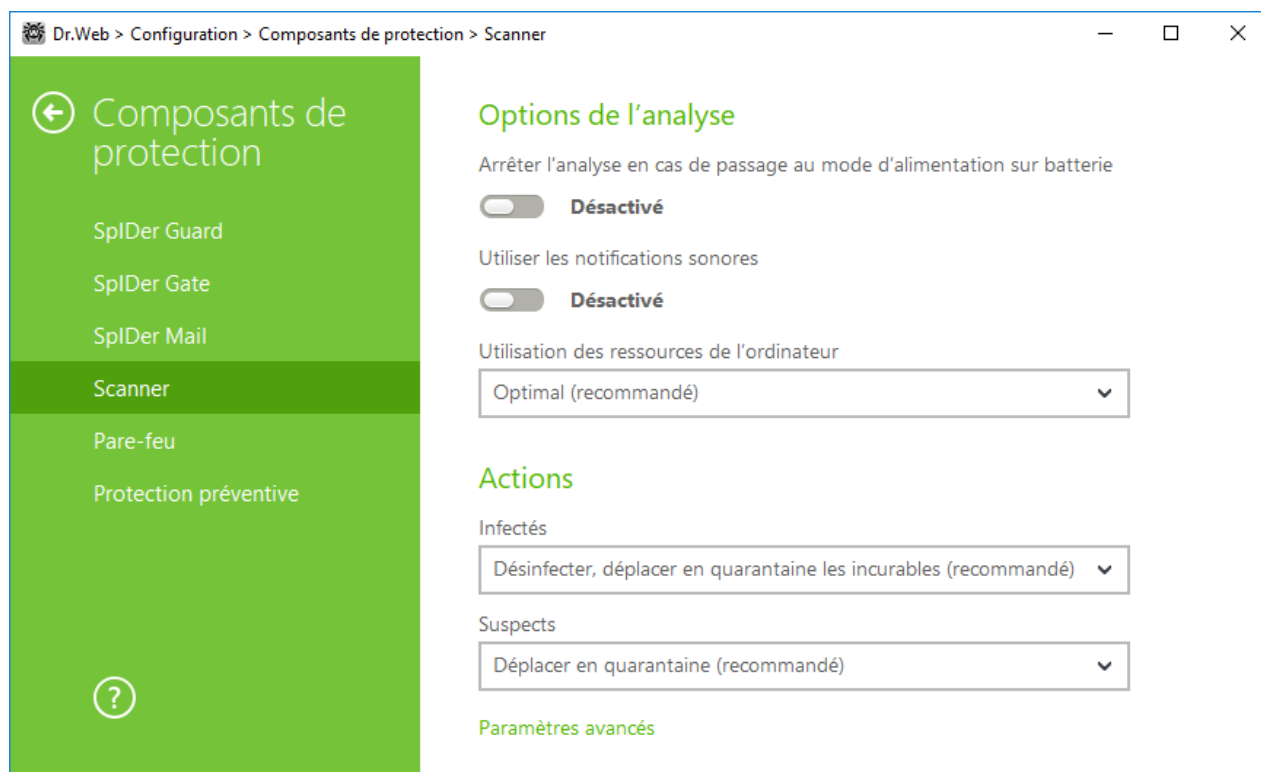 Dr.Web > Configuration > Composants de protection > Scanner
Composants de
protection
SpIDer Guard
SpIDer Gate
SpIDer Mail
Scanner
Pare-feu
Protection préventive
?
Options de l’analyse
Arrêter l’analyse en cas de passage au mode d’alimentation sur batterie
Désactivé
Utiliser les notifications sonores
Désactivé
Utilisation des ressources de l’ordinateur
Optimal (recommandé)
Actions
Infectés
Désinfecter, déplacer en quarantaine les incurables (recommandé)
Suspects
Déplacer en quarantaine (recommandé)
Paramètres avancés